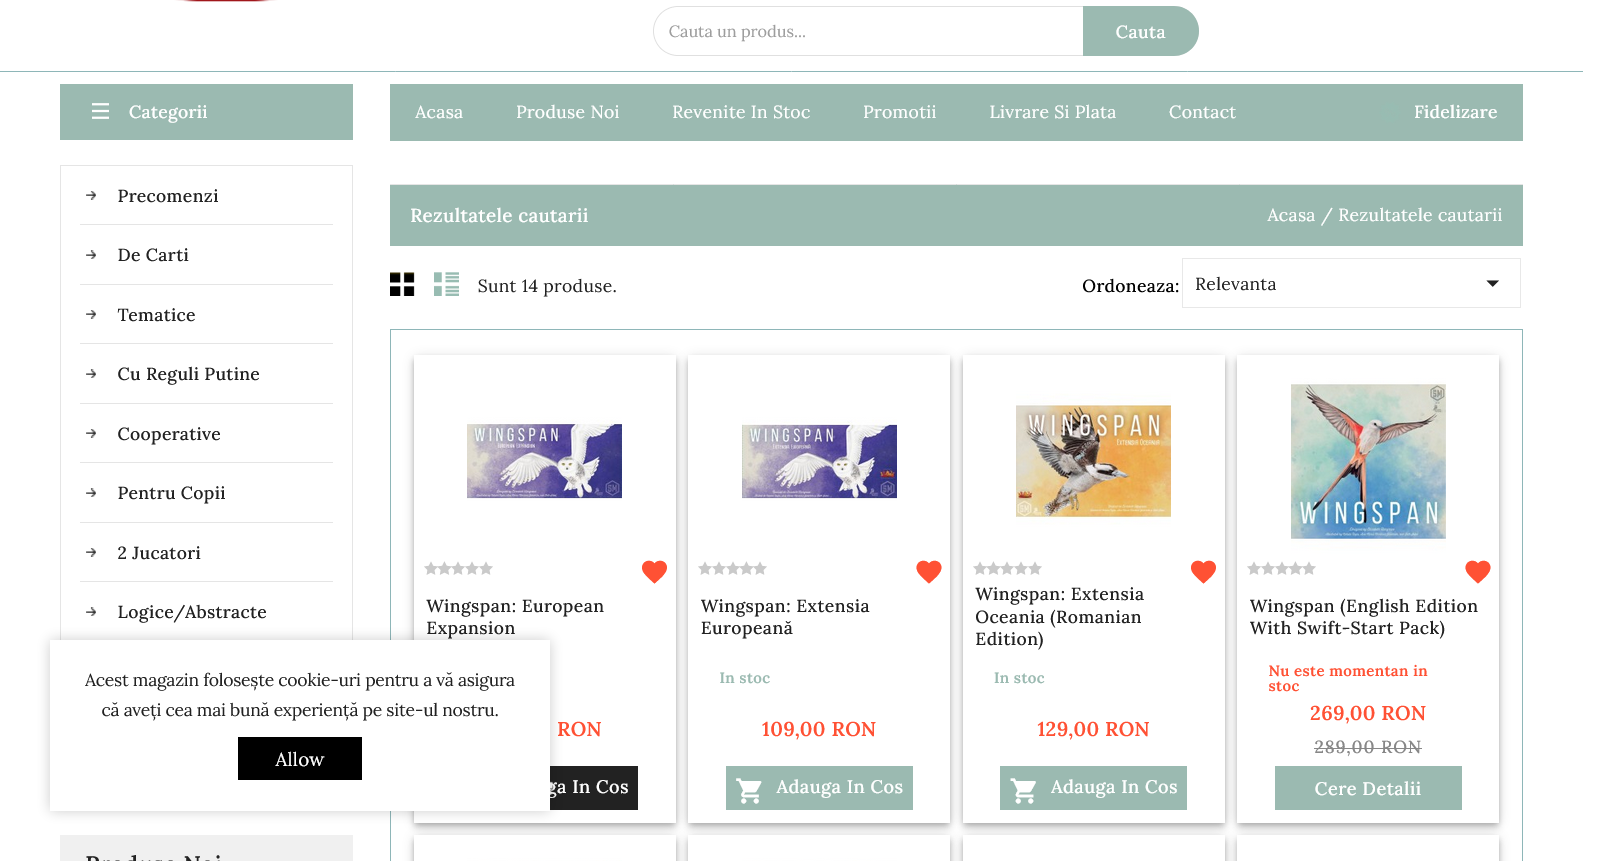 Cauta un produs...
Cauta
Categorii
Acasa
Produse Noi
Revenite In Stoc
Promotii
Livrare Si Plata
Contact
Fidelizare
Precomenzi
De Carti
Tematice
Cu Reguli Putine
Cooperative
Pentru Copii
2 Jucatori
Logice/Abstracte
Rezultatele cautarii
Acasa / Rezultatele cautarii
Sunt 14 produse.
Ordoneaza:
Relevanta
WINGSPAN
EUROPEAN EXPANSION
Wingspan: European
Expansion
RON
ga In Cos
WINGSPAN
EXTENSIA EUROPEANĂ
Wingspan: Extensia
Europeană
In stoc
109,00 RON
Adauga In Cos
WINGSPAN
EXTENSIA OCEANIA
Wingspan: Extensia
Oceania (Romanian
Edition)
In stoc
129,00 RON
Adauga In Cos
WINGSPAN
Wingspan (English Edition
With Swift-Start Pack)
Nu este momentan in
stoc
269,00 RON
289,00 RON
Cere Detalii
Acest magazin folosește cookie-uri pentru a vă asigura
că aveți cea mai bună experiență pe site-ul nostru.
Allow
Produse Noi